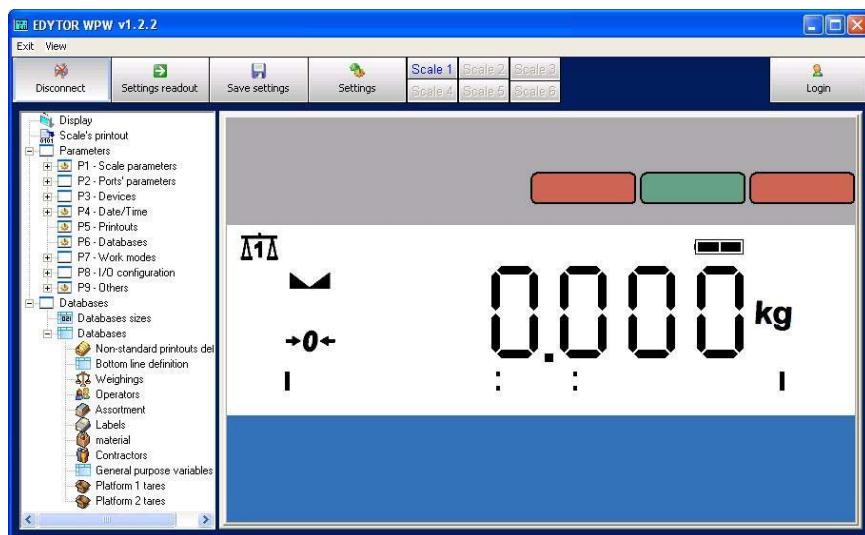 EDYTOR WPW v1.2.2
Exit View
Disconnect Settings readout Save settings Settings Scale 1 Scale 2 Scale 3 Login
Scale 4 Scale 5 Scale 6
Display
Scale's printout
Parameters
P1 - Scale parameters
P2 - Ports' parameters
P3 - Devices
P4 - Date/Time
P5 - Printouts
P6 - Databases
P7 - Work modes
P8 - I/O configuration
P9 - Others
Databases
Databases sizes
Databases
Non-standard printouts del
Bottom line definition
Weighings
Operators
Assortment
Labels
material
Contractors
General purpose variables
Platform 1 tares
Platform 2 tares
1
0.000 kg
→0←